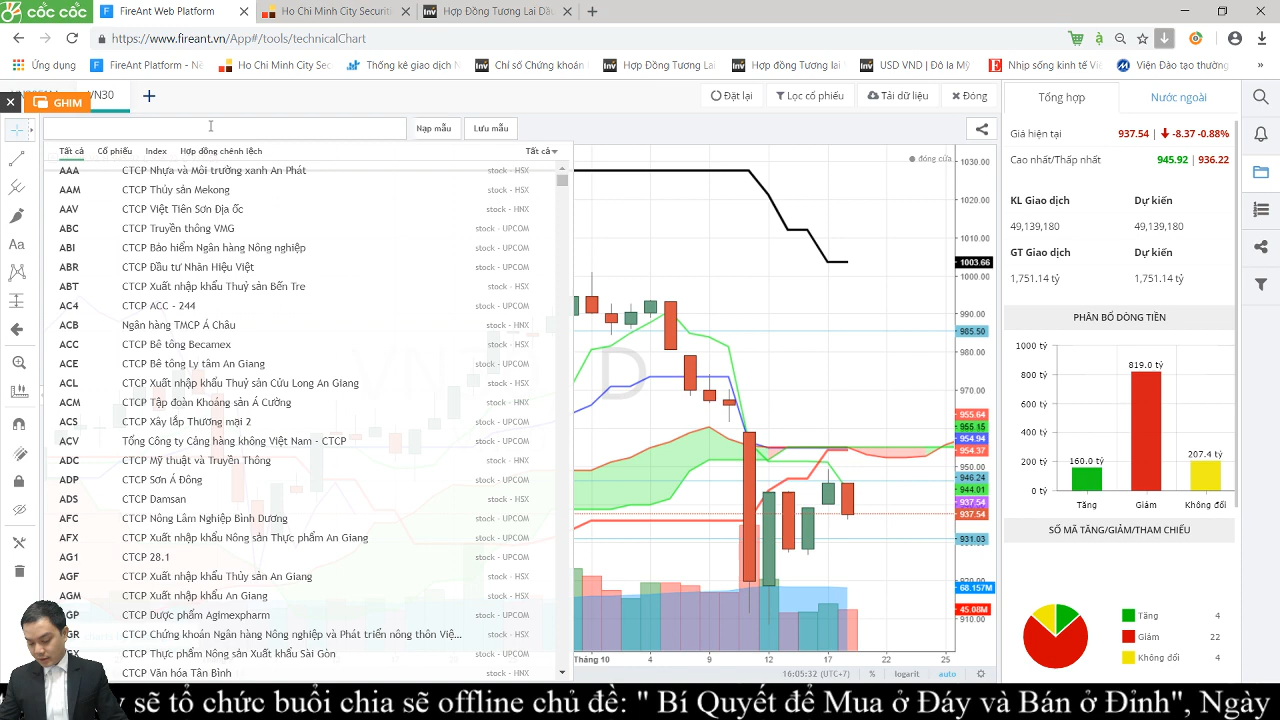 cốc cốc
FireAnt Web Platform
Ho Chi Minh City Securiti
Hợp Đồng Tương Lai Dầu
https://www.fireant.vn/App#/tools/technicalChart
Ứng dụng
FireAnt Platform - Nề
Ho Chi Minh City Sec
Thống kê giao dịch N
Chỉ số Chứng khoán
Hợp Đồng Tương Lai
Hợp đồng Tương lai
USD VND | Đô la Mỹ
Nhịp sống kinh tế Vi
Viện Đào tạo thường
GHIM
VN30
Lọc cổ phiếu
Tải dữ liệu
Đóng
Nạp mẫu
Lưu mẫu
Tất cả
Cổ phiếu
Index
Hợp đồng chênh lệch
Tất cả
AAA CTCP Nhựa và Môi trường xanh An Phát stock - HSX
AAM CTCP Thủy sản Mekong stock - HSX
AAV CTCP Việt Tiên Sơn Địa ốc stock - HNX
ABC CTCP Truyền thông VMG stock - UPCOM
ABI CTCP Bảo hiểm Ngân hàng Nông nghiệp stock - UPCOM
ABR CTCP Đầu tư Nhãn Hiệu Việt stock - UPCOM
ABT CTCP Xuất nhập khẩu Thuỷ sản Bến Tre stock - HSX
AC4 CTCP ACC - 244 stock - UPCOM
ACB Ngân hàng TMCP Á Châu stock - HNX
ACC CTCP Bê tông Becamex stock - HSX
ACE CTCP Bê tông Ly tâm An Giang stock - UPCOM
ACL CTCP Xuất nhập khẩu Thuỷ sản Cửu Long An Giang stock - HSX
ACM CTCP Tập đoàn Khoáng sản Á Cường stock - HNX
ACS CTCP Xây lắp Thương mại 2 stock - UPCOM
ACV Tổng Công ty Cảng hàng không Việt Nam - CTCP stock - UPCOM
ADC CTCP Mỹ thuật và Truyền Thông stock - HNX
ADP CTCP Sơn Á Đông stock - UPCOM
ADS CTCP Damsan stock - HSX
AFC CTCP Nông Lâm Nghiệp Bình stock - UPCOM
AFX CTCP Xuất nhập khẩu Nông sản Thực phẩm An Giang stock - UPCOM
AG1 CTCP 28.1 stock - UPCOM
AGF CTCP Xuất nhập khẩu Thủy sản An Giang stock - HSX
AGM CTCP Xuất nhập khẩu An Giang stock - HSX
AGP CTCP Dược phẩm Agimexpharm stock - UPCOM
GR CTCP Chứng khoán Ngân hàng Nông nghiệp và Phát triển nông thôn Việ... stock - HSX
CTCP Thực phẩm Nông sản Xuất khẩu Sài Gòn stock - UPCOM
CTCP Văn hóa Tân Bình stock - HNX
đóng cửa
1030.00
1020.00
1010.00
1003.66
1000.00
990.00
985.50
980.00
970.00
955.64
955.15
954.94
954.37
950.00
946.24
944.01
937.54
937.54
931.03
920.00
68.157M
45.08M
910.00
Tháng 10
4
9
12
17
22
25
16:05:32 (UTC+7)
%
logarit
auto
Tổng hợp
Nước ngoài
Giá hiện tại 937.54 | -8.37 -0.88%
Cao nhất/Thấp nhất 945.92 | 936.22
KL Giao dịch Dự kiến
49,139,180 49,139,180
GT Giao dịch Dự kiến
1,751.14 tỷ 1,751.14 tỷ
PHÂN BỔ DÒNG TIỀN
1000 tỷ
800 tỷ
600 tỷ
400 tỷ
200 tỷ
0 tỷ
160.0 tỷ
819.0 tỷ
207.4 tỷ
Tăng
Giảm
Không đổi
SỐ MÃ TĂNG/GIẢM/THAM CHIẾU
Tăng 4
Giảm 22
Không đổi 4
y sẽ tổ chức buổi chia sẽ offline chủ đề: " Bí Quyết để Mua ở Đáy và Bán ở Đỉnh", Ngày